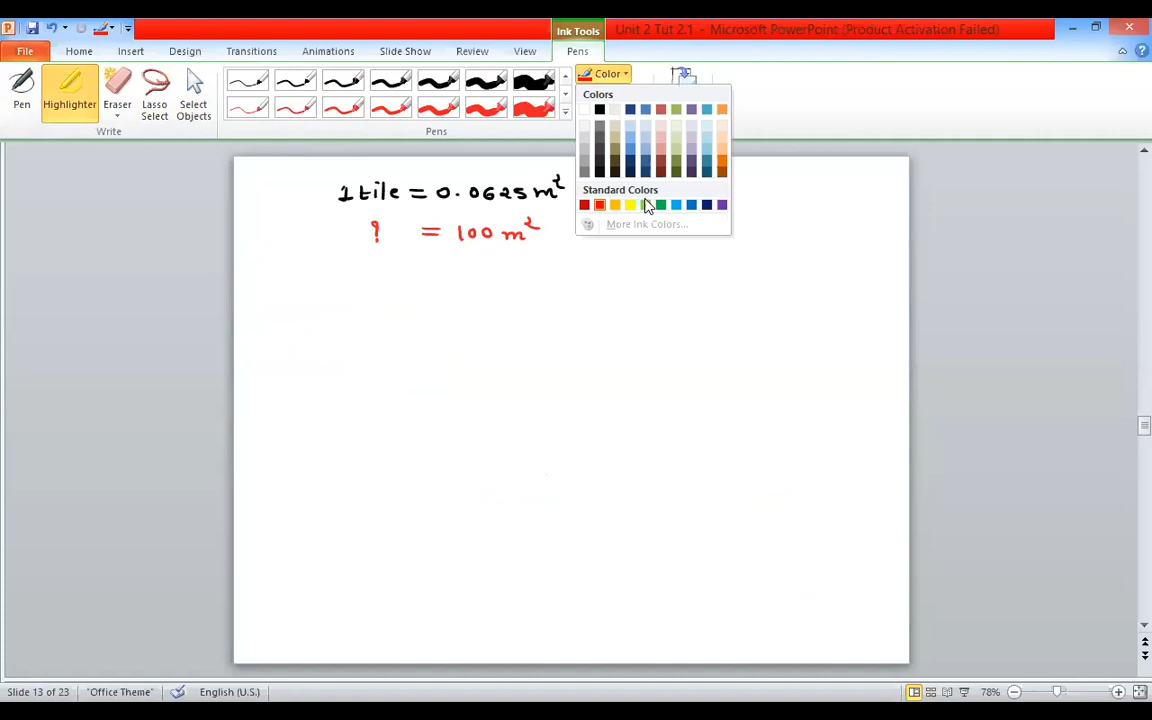 Ink Tools
Unit 2 Tut 2.1 - Microsoft PowerPoint (Product Activation Failed)
File Home Insert Design Transitions Animations Slide Show Review View Pens
Pen Highlighter Eraser Lasso Select Select Objects
Color
Write
Pens
Colors
Standard Colors
More Ink Colors...
1 tile = 0.0625 m²
? = 100 m²
Slide 13 of 23 "Office Theme" English (U.S.) 78%